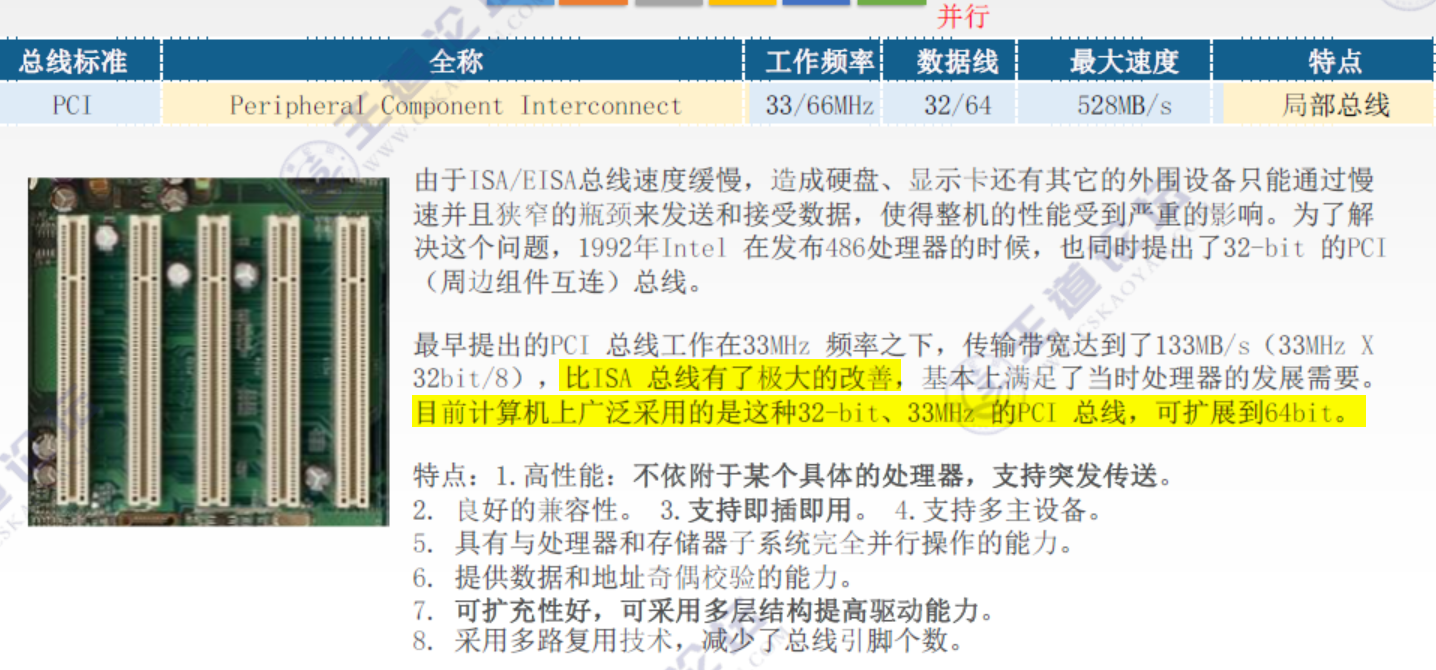 并行
总线标准 全称 工作频率 数据线 最大速度 特点
PCI Peripheral Component Interconnect 33/66MHz 32/64 528MB/s 局部总线
由于ISA/EISA总线速度缓慢，造成硬盘、显示卡还有其它的外围设备只能通过慢
速并且狭窄的瓶颈来发送和接受数据，使得整机的性能受到严重的影响。为了解
决这个问题，1992年Intel 在发布486处理器的时候，也同时提出了32-bit 的PCI
（周边组件互连）总线。
最早提出的PCI 总线工作在33MHz 频率之下，传输带宽达到了133MB/s（33MHz X
32bit/8），比ISA 总线有了极大的改善，基本上满足了当时处理器的发展需要。
目前计算机上广泛采用的是这种32-bit、33MHz 的PCI 总线，可扩展到64bit。
特点：1.高性能：不依附于某个具体的处理器，支持突发传送。
2. 良好的兼容性。 3.支持即插即用。 4.支持多主设备。
5. 具有与处理器和存储器子系统完全并行操作的能力。
6. 提供数据和地址奇偶校验的能力。
7. 可扩充性好，可采用多层结构提高驱动能力。
8. 采用多路复用技术，减少了总线引脚个数。